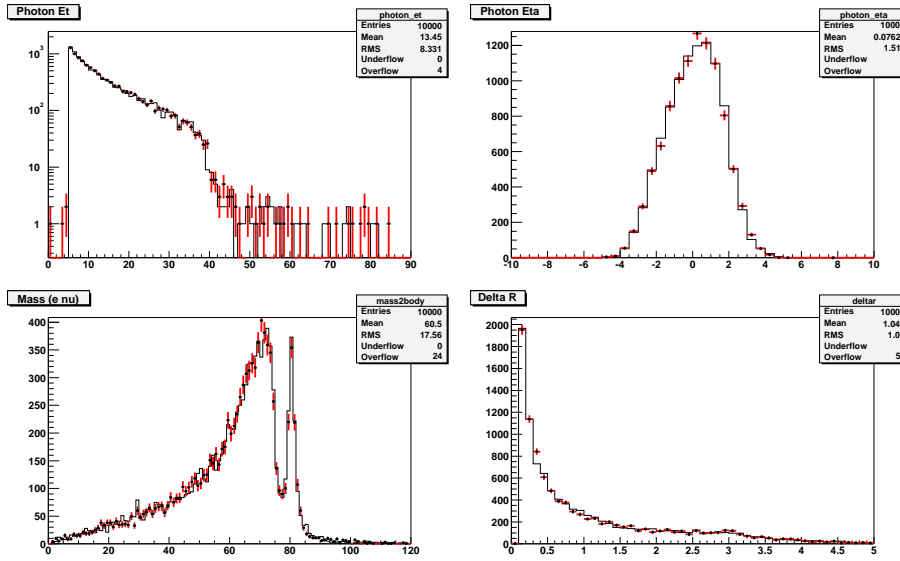 Photon Et
photon_et
Entries 10000
Mean 13.45
RMS 8.331
Underflow 0
Overflow 4
10^3
10^2
10
1
0 10 20 30 40 50 60 70 80 90
Photon Eta
photon_eta
Entries 1000
Mean 0.0762
RMS 1.51
Underflow
Overflow
1200
1000
800
600
400
200
0
-10 -8 -6 -4 -2 0 2 4 6 8 10
Mass (e nu)
mass2body
Entries 10000
Mean 60.5
RMS 17.56
Underflow 0
Overflow 24
400
350
300
250
200
150
100
50
0
0 20 40 60 80 100 120
Delta R
deltar
Entries 1000
Mean 1.04
RMS 1.0
Underflow
Overflow 5
2000
1800
1600
1400
1200
1000
800
600
400
200
0
0 0.5 1 1.5 2 2.5 3 3.5 4 4.5 5